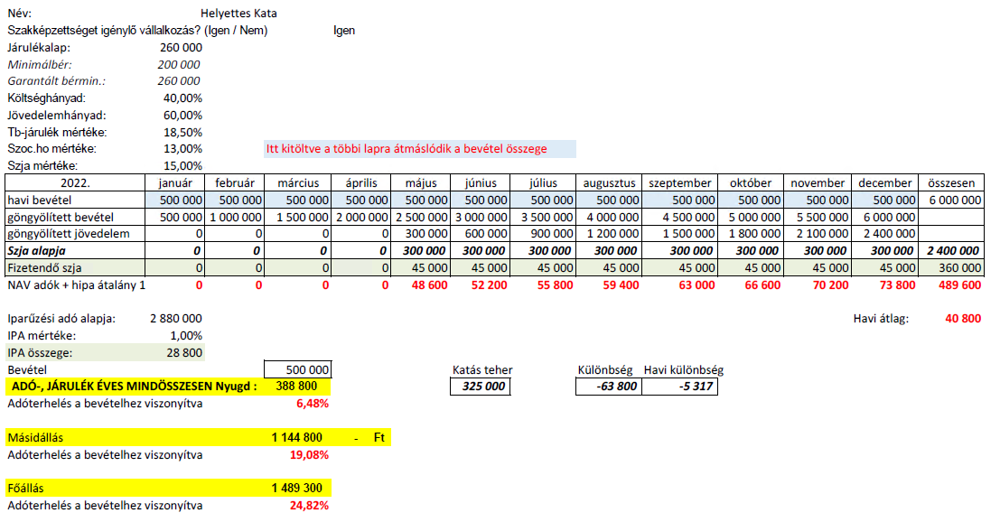 Név: Helyettes Kata
Szakképzettséget igénylő vállalkozás? (Igen / Nem) Igen
Járulékalap: 260 000
Minimálbér: 200 000
Garantált bérmin.: 260 000
Költséghányad: 40,00%
Jövedelemhányad: 60,00%
Tb-járulék mértéke: 18,50%
Szoc.ho mértéke: 13,00% Itt kitöltve a többi lapra átmáslódik a bevétel összege
Szja mértéke: 15,00%
2022. január február március április május június július augusztus szeptember október november december összesen
havi bevétel 500 000 500 000 500 000 500 000 500 000 500 000 500 000 500 000 500 000 500 000 500 000 500 000 6 000 000
göngyölített bevétel 500 000 1 000 000 1 500 000 2 000 000 2 500 000 3 000 000 3 500 000 4 000 000 4 500 000 5 000 000 5 500 000 6 000 000
göngyölített jövedelem 0 0 0 0 300 000 600 000 900 000 1 200 000 1 500 000 1 800 000 2 100 000 2 400 000
Szja alapja 0 0 0 0 300 000 300 000 300 000 300 000 300 000 300 000 300 000 300 000 2 400 000
Fizetendő szja 0 0 0 0 45 000 45 000 45 000 45 000 45 000 45 000 45 000 45 000 360 000
NAV adók + hipa átalány 1 0 0 0 0 48 600 52 200 55 800 59 400 63 000 66 600 70 200 73 800 489 600
Iparűzési adó alapja: 2 880 000 Havi átlag: 40 800
IPA mértéke: 1,00%
IPA összege: 28 800
Bevétel 500 000 Katás teher Különbség Havi különbség
ADÓ-, JÁRULÉK ÉVES MINDÖSSZESEN Nyugd : 388 800 325 000 -63 800 -5 317
Adóterhelés a bevételhez viszonyítva 6,48%
Másidállás 1 144 800 - Ft
Adóterhelés a bevételhez viszonyítva 19,08%
Főállás 1 489 300
Adóterhelés a bevételhez viszonyítva 24,82%